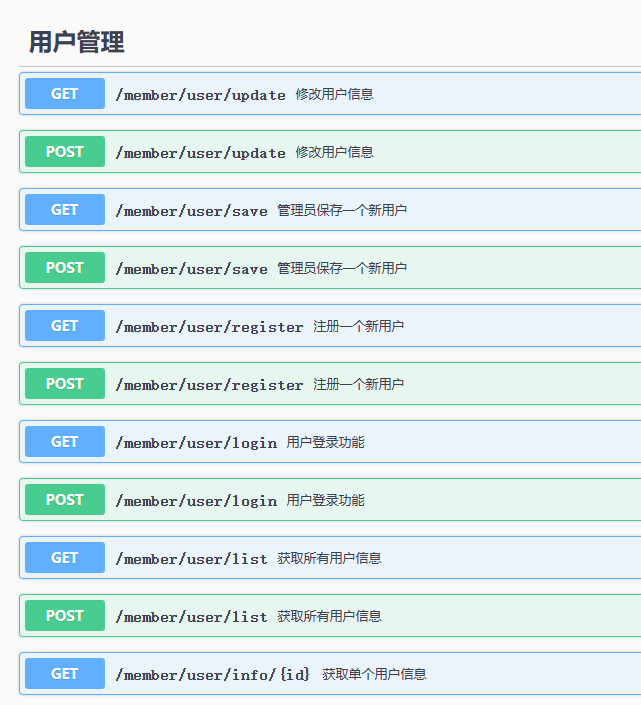 用户管理
GET /member/user/update 修改用户信息
POST /member/user/update 修改用户信息
GET /member/user/save 管理员保存一个新用户
POST /member/user/save 管理员保存一个新用户
GET /member/user/register 注册一个新用户
POST /member/user/register 注册一个新用户
GET /member/user/login 用户登录功能
POST /member/user/login 用户登录功能
GET /member/user/list 获取所有用户信息
POST /member/user/list 获取所有用户信息
GET /member/user/info/{id} 获取单个用户信息